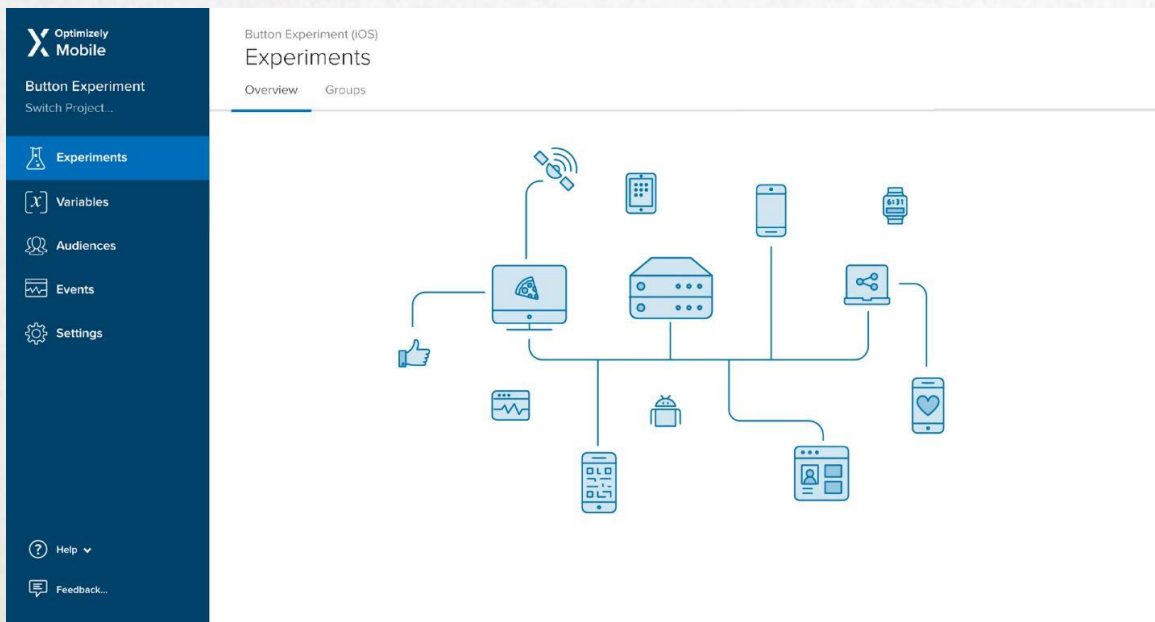 Optimizely
Mobile
Button Experiment
Switch Project...
Experiments
Variables
Audiences
Events
Settings
Help
Feedback...
Button Experiment (iOS)
Experiments
Overview Groups
6:31